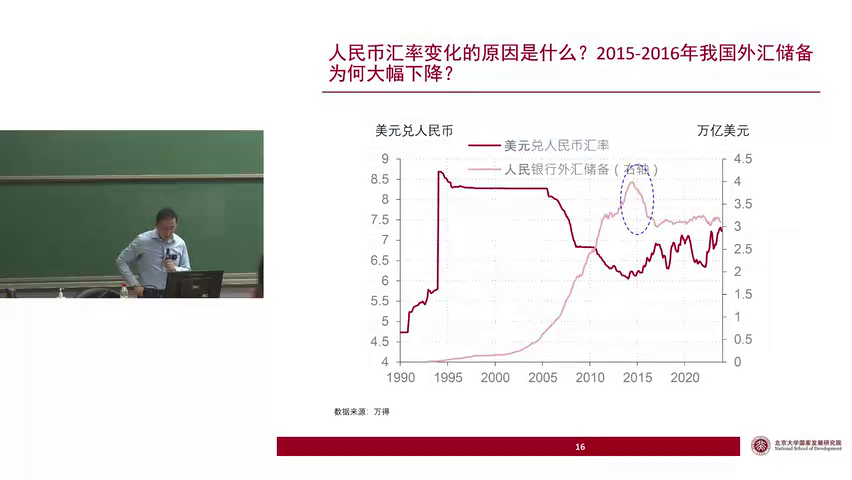 人民币汇率变化的原因是什么？2015-2016年我国外汇储备
为何大幅下降？
美元兑人民币
万亿美元
美元兑人民币汇率
人民银行外汇储备（右轴）
9
8.5
8
7.5
7
6.5
6
5.5
5
4.5
4
4.5
4
3.5
3
2.5
2
1.5
1
0.5
0
1990 1995 2000 2005 2010 2015 2020
数据来源：万得
16
北京大学国家发展研究院
National School of Development